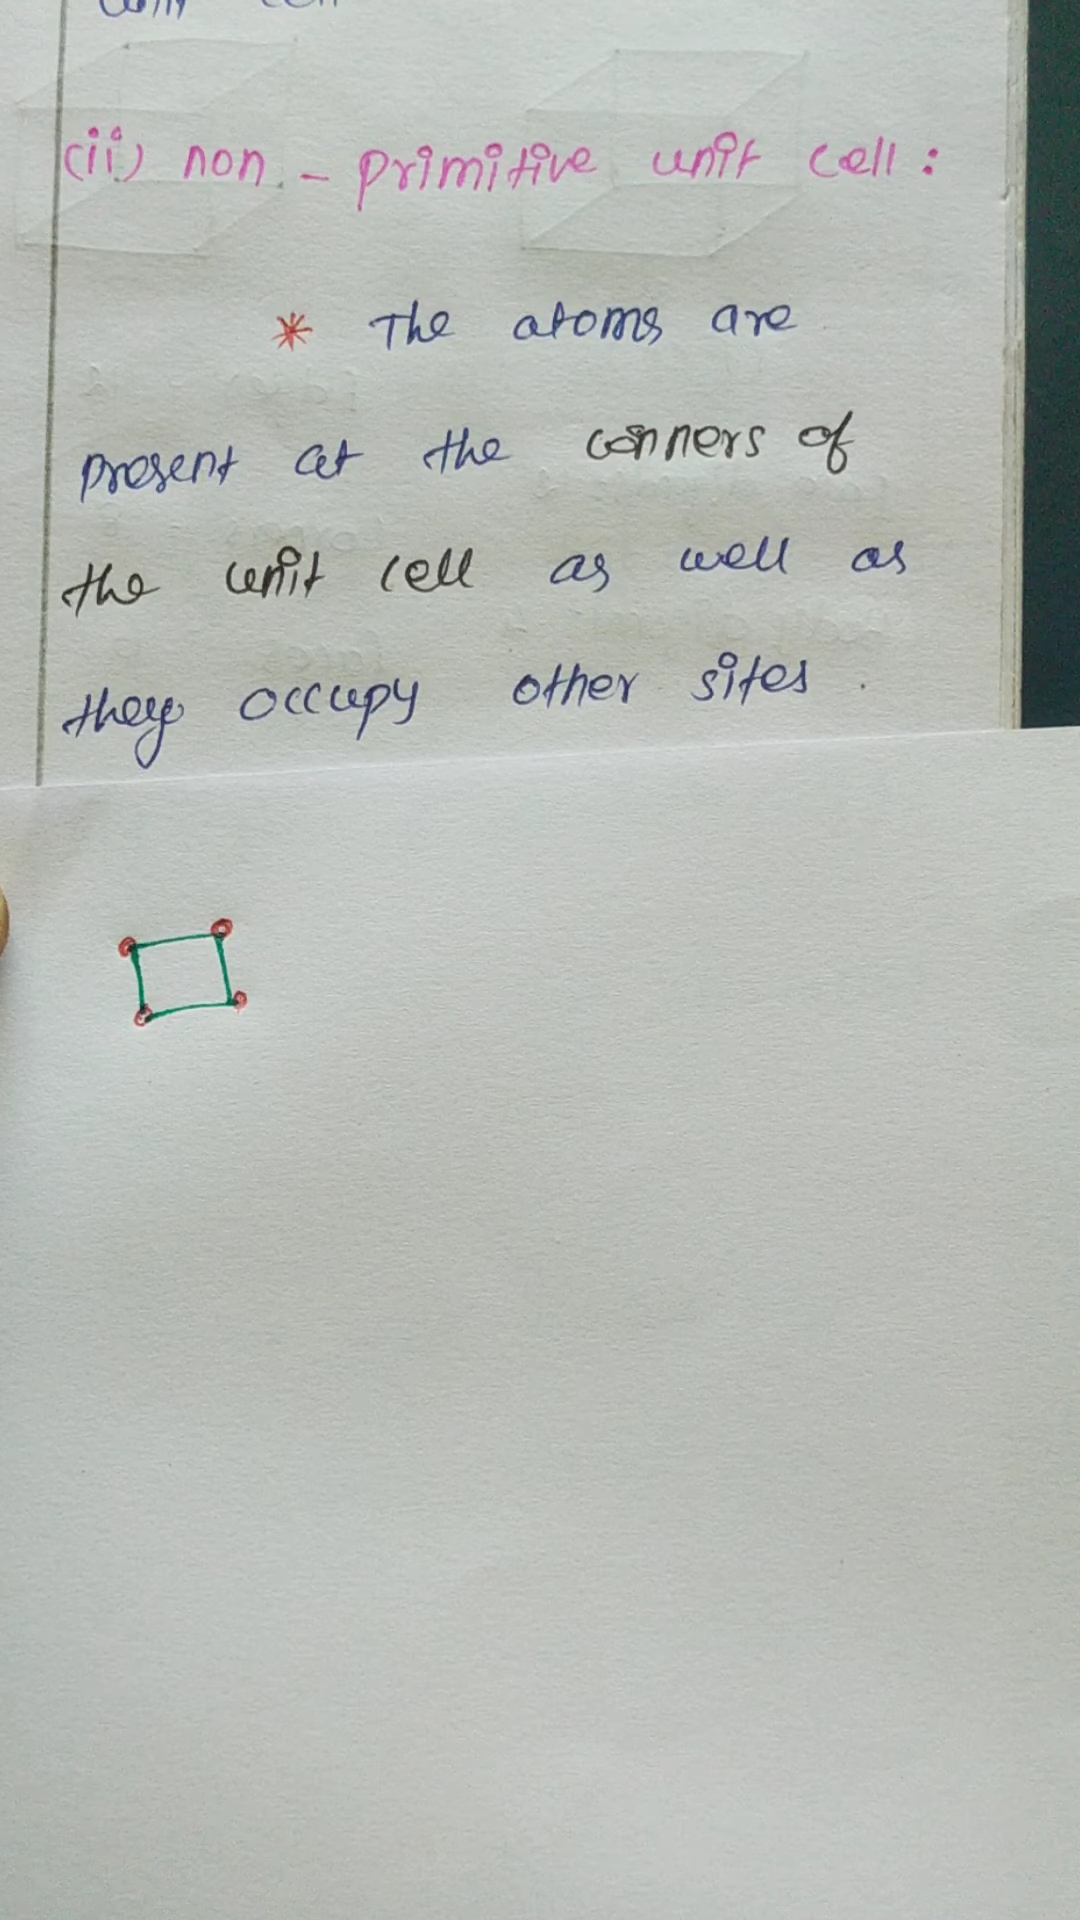 (ii) non - primitive unit cell :
* The atoms are
present at the conners of
the unit cell as well as
they occupy other sites .